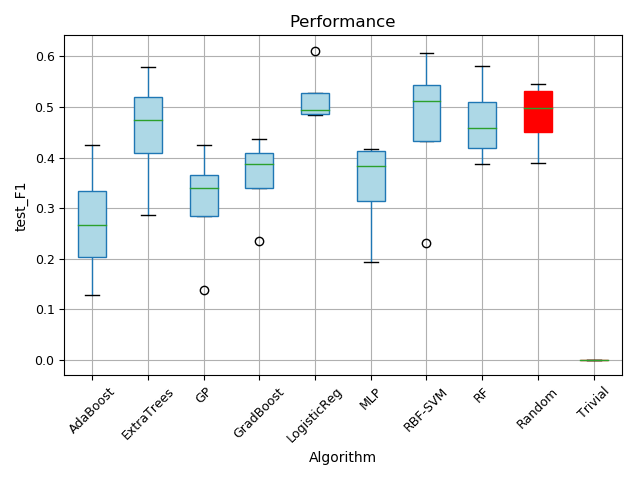 Performance
test_F1
0.6
0.5
0.4
0.3
0.2
0.1
0.0
AdaBoost
ExtraTrees
GP
GradBoost
LogisticReg
MLP
RBF-SVM
RF
Random
Trivial
Algorithm